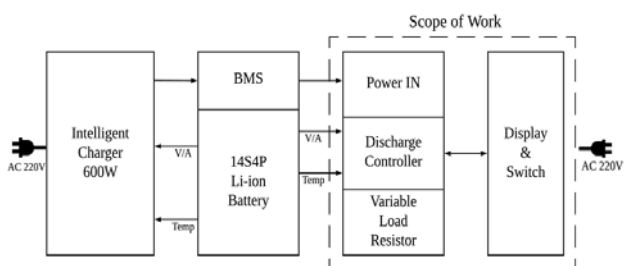 Scope of Work
AC 220V
Intelligent
Charger
600W
V/A
Temp
BMS
14S4P
Li-ion
Battery
V/A
Temp
Power IN
Discharge
Controller
Variable
Load
Resistor
Display
&
Switch
AC 220V